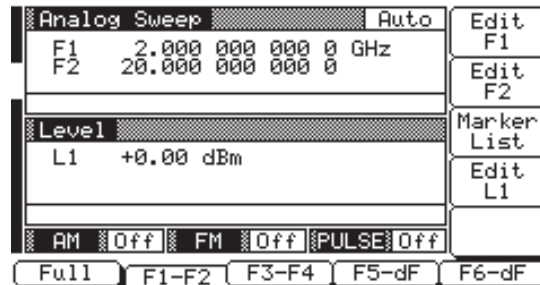 Analog Sweep Auto
F1 2.000 000 000 0 GHz
F2 20.000 000 000 0
Level
L1 +0.00 dBm
AM Off FM Off PULSE Off
Edit
F1
Edit
F2
Marker
List
Edit
L1
Full F1-F2 F3-F4 F5-dF F6-dF